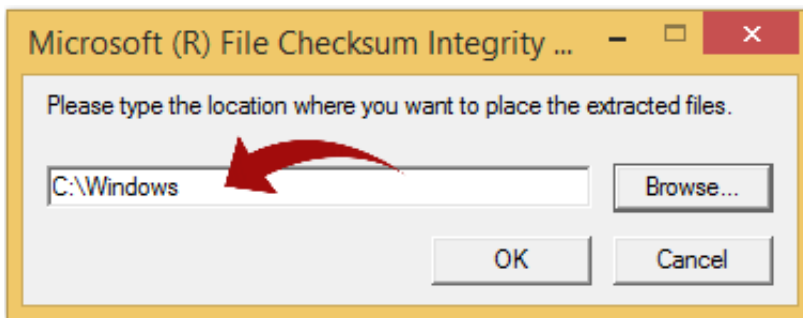 Microsoft (R) File Checksum Integrity ...
Please type the location where you want to place the extracted files.
C:\Windows
Browse...
OK
Cancel